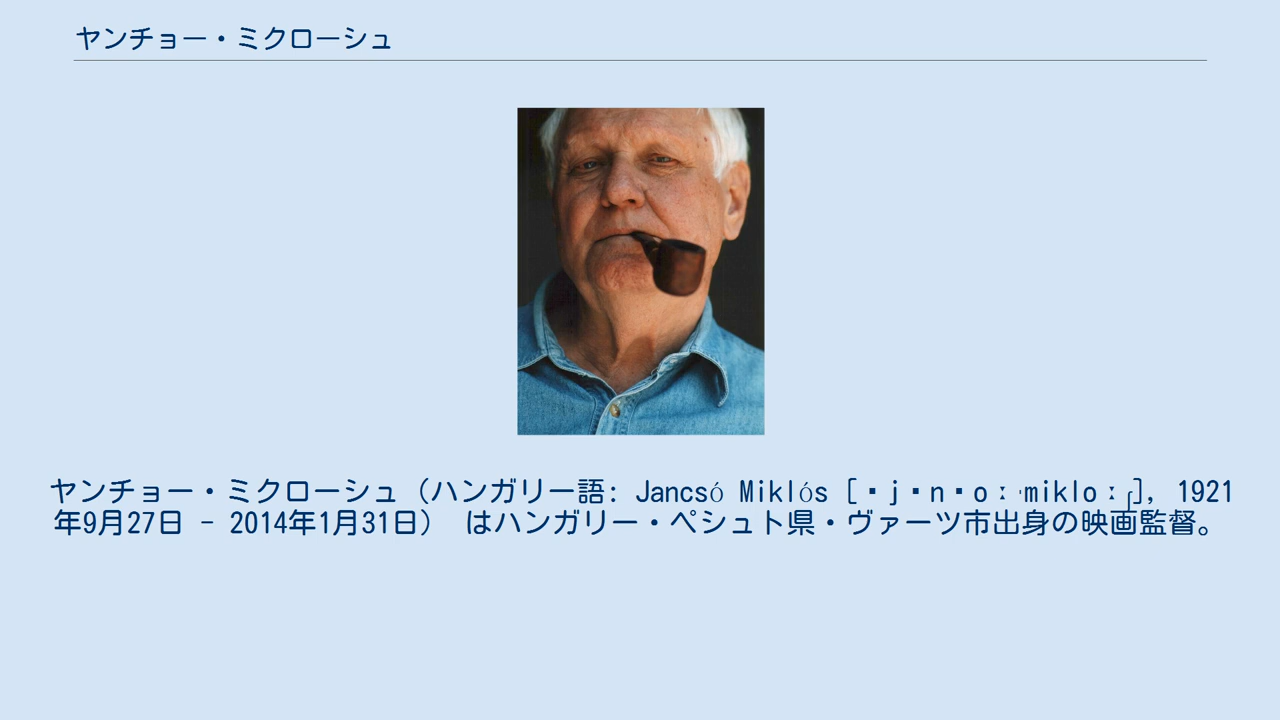 ヤンチョー・ミクローシュ
ヤンチョー・ミクローシュ（ハンガリー語: Jancsó Miklós [▪j▪n▪oːˑmikloːʃ], 1921
年9月27日 - 2014年1月31日） はハンガリー・ペシュト県・ヴァーツ市出身の映画監督。